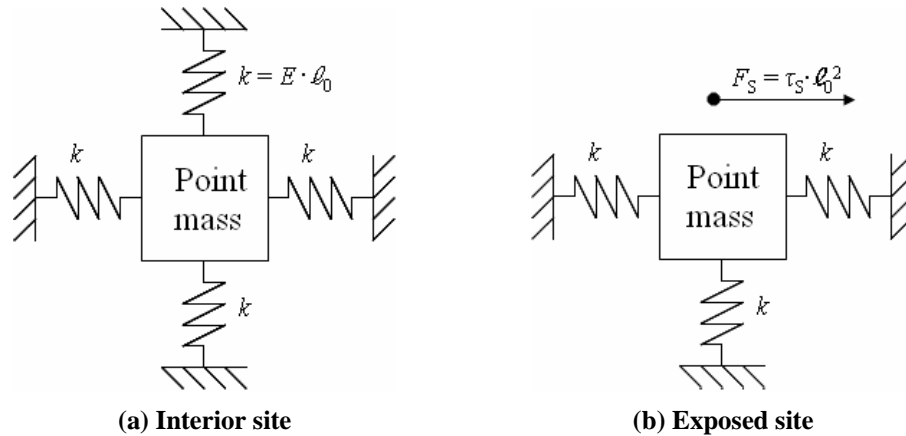 k = E · ℓ₀
F_S = τ_S · ℓ₀²
k
k
k
k
Point
mass
Point
mass
k
k
(a) Interior site
(b) Exposed site